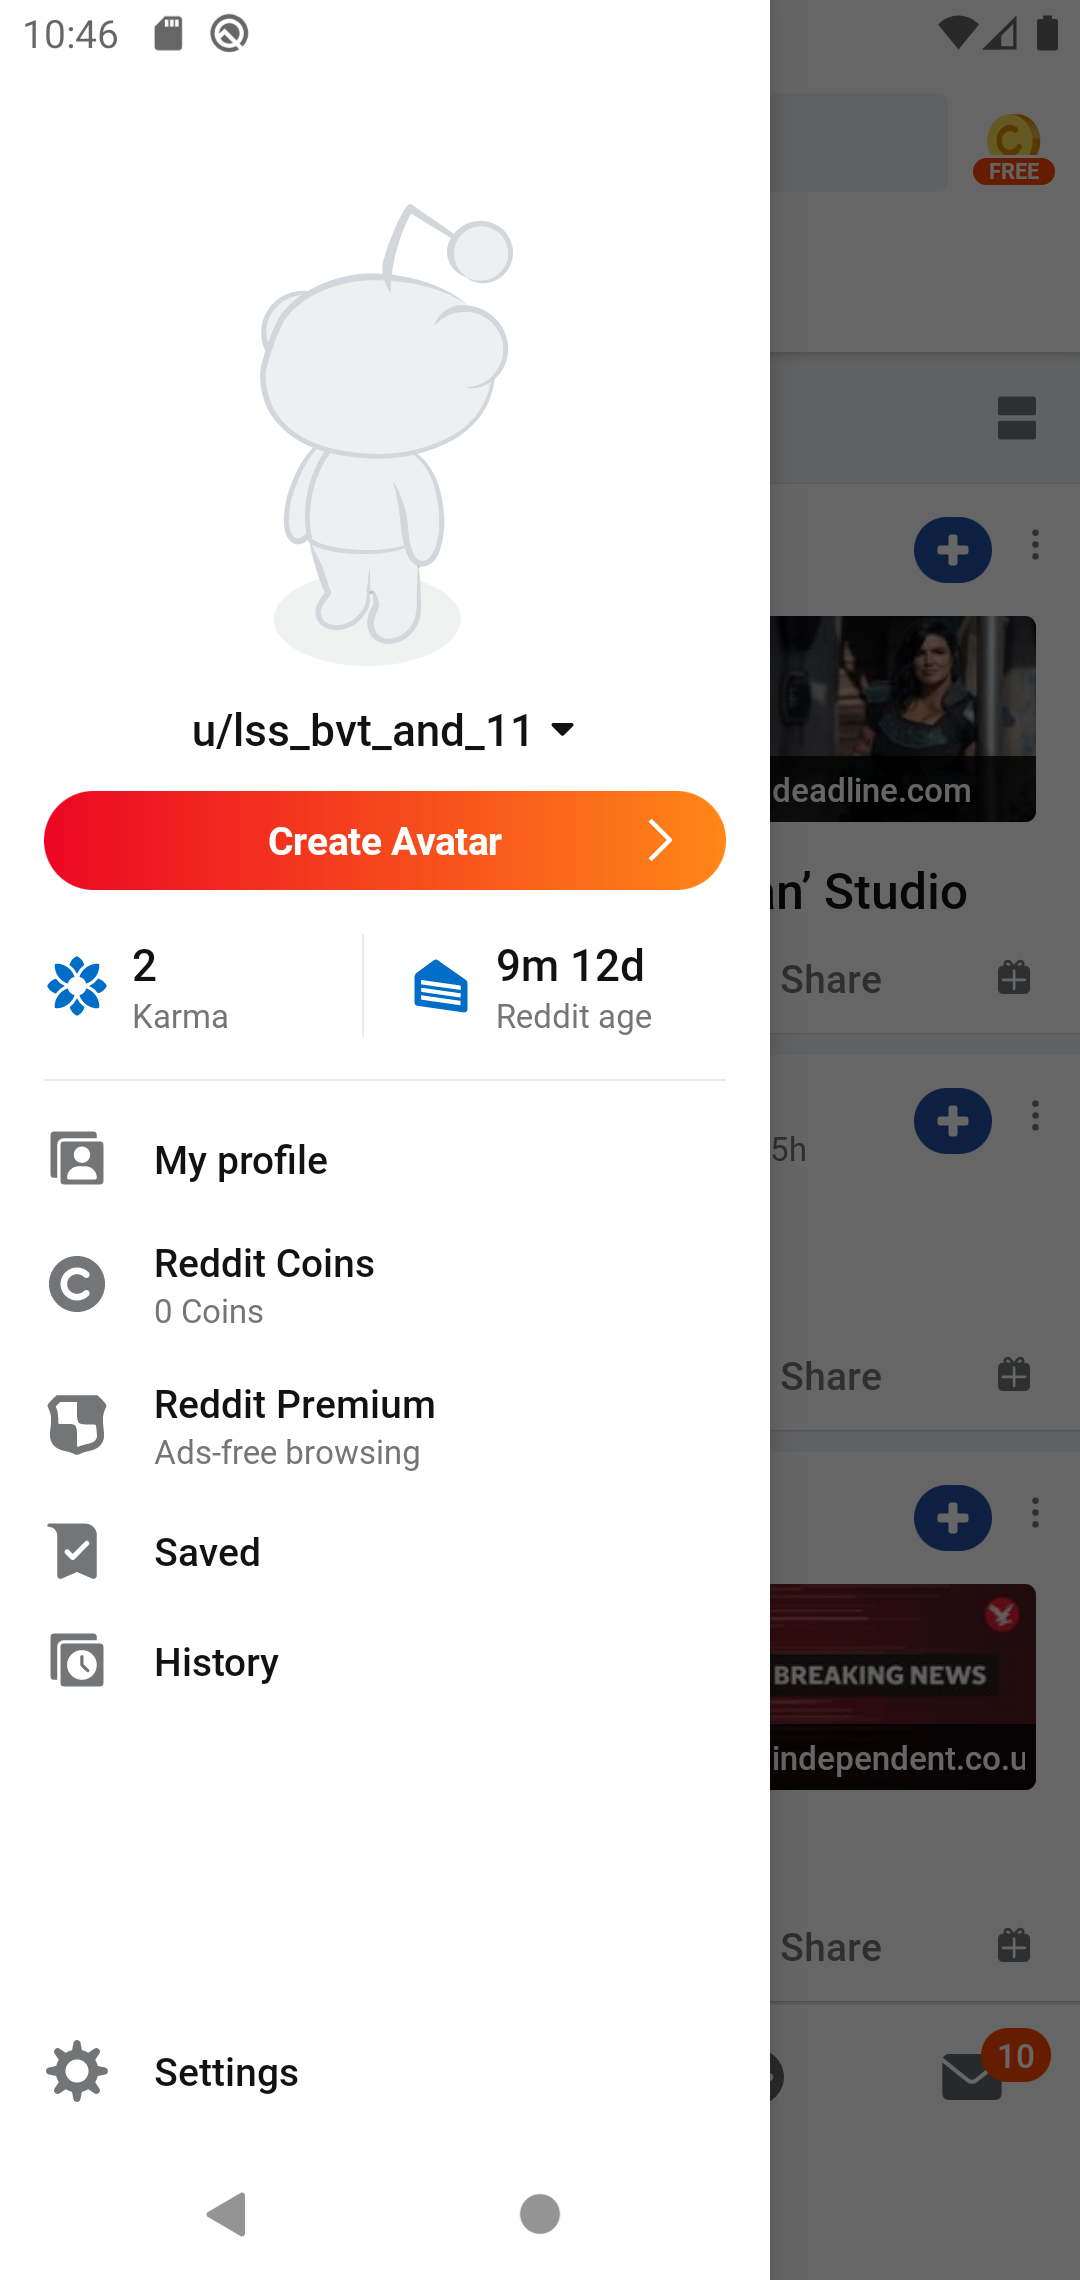 10:46
FREE
u/lss_bvt_and_11
Create Avatar
deadline.com
an’ Studio
2
Karma
9m 12d
Reddit age
Share
My profile
5h
Reddit Coins
0 Coins
Share
Reddit Premium
Ads-free browsing
Saved
History
BREAKING NEWS
independent.co.u
Share
Settings
10